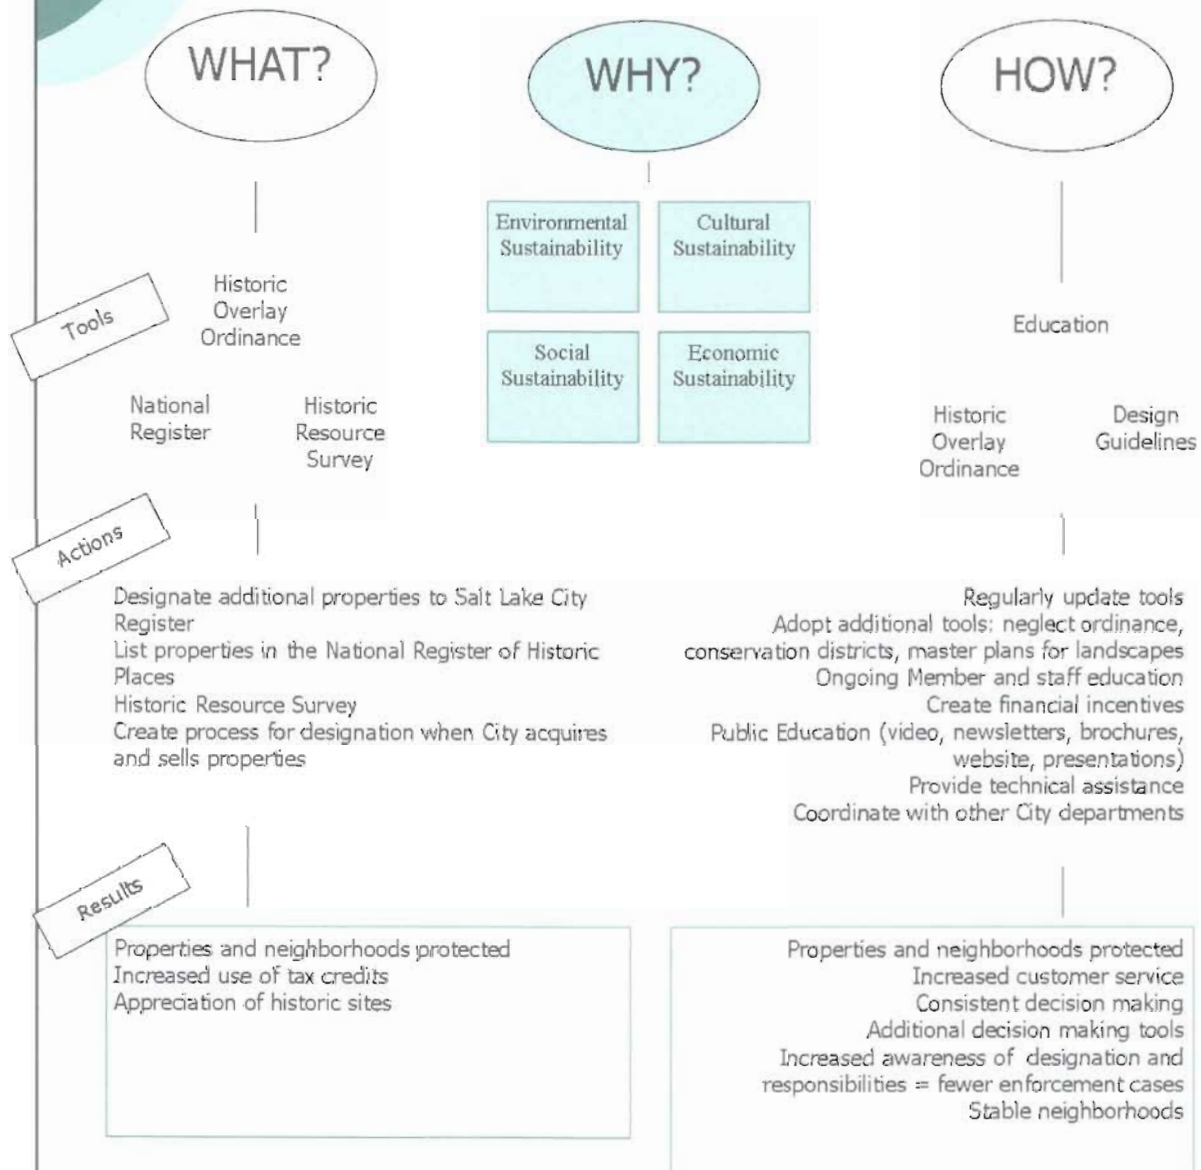 WHAT?
WHY?
HOW?
Tools
Historic
Overlay
Ordinance
National
Register
Historic
Resource
Survey
Environmental
Sustainability
Cultural
Sustainability
Social
Sustainability
Economic
Sustainability
Education
Historic
Overlay
Ordinance
Design
Guidelines
Actions
Designate additional properties to Salt Lake City
Register
List properties in the National Register of Historic
Places
Historic Resource Survey
Create process for designation when City acquires
and sells properties
Regularly update tools
Adopt additional tools: neglect ordinance,
conservation districts, master plans for landscapes
Ongoing Member and staff education
Create financial incentives
Public Education (video, newsletters, brochures,
website, presentations)
Provide technical assistance
Coordinate with other City departments
Results
Properties and neighborhoods protected
Increased use of tax credits
Appreciation of historic sites
Properties and neighborhoods protected
Increased customer service
Consistent decision making
Additional decision making tools
Increased awareness of designation and
responsibilities = fewer enforcement cases
Stable neighborhoods